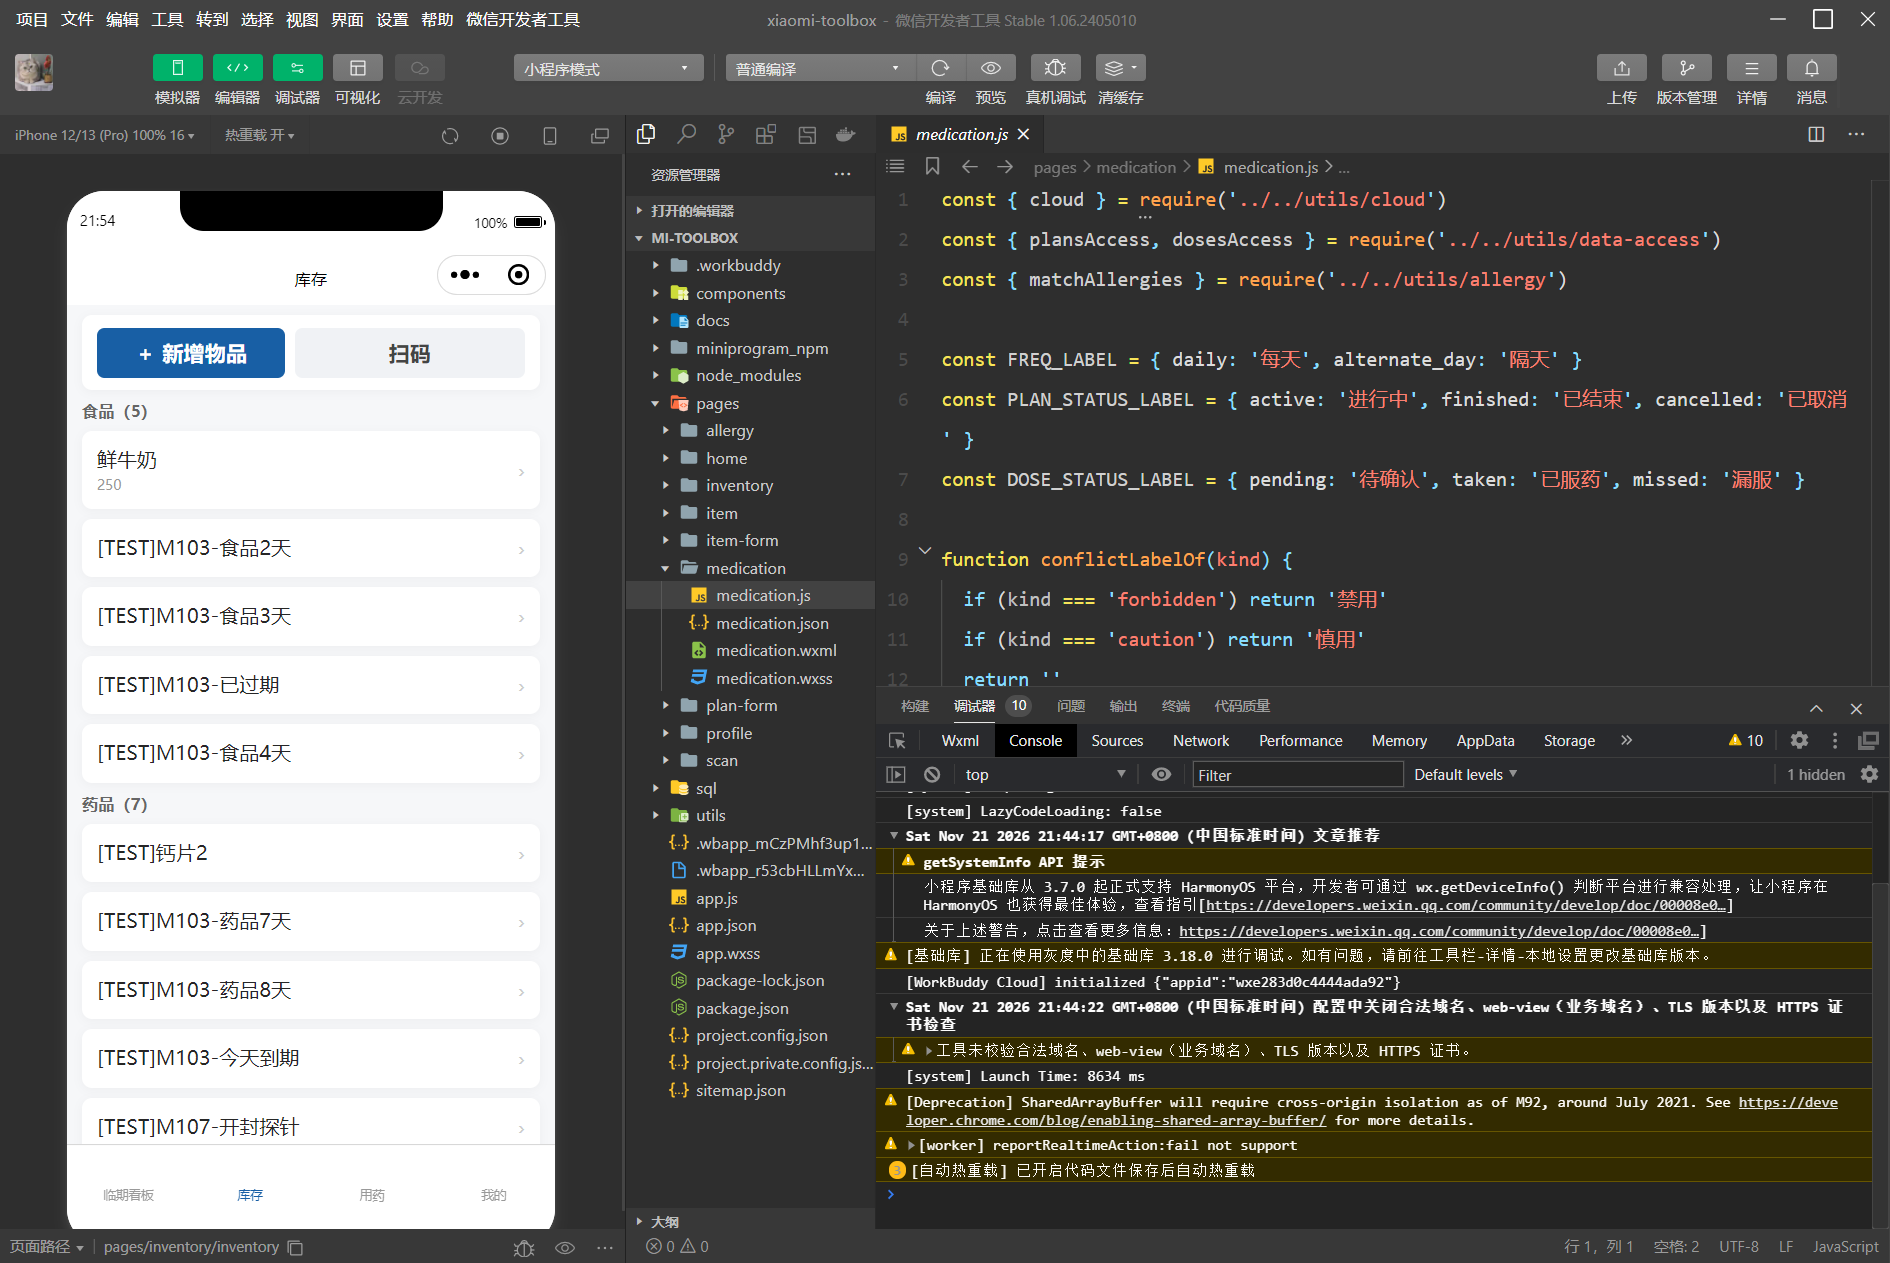 项目 文件 编辑 工具 转到 选择 视图 界面 设置 帮助 微信开发者工具
xiaomi-toolbox - 微信开发者工具 Stable 1.06.2405010
小程序模式
普通编译
模拟器 编辑器 调试器 可视化 云开发
编译 预览 真机调试 清缓存
上传 版本管理 详情 消息
iPhone 12/13 (Pro) 100% 16
热重载 开
21:54
100%
库存
+ 新增物品
扫码
食品（5）
鲜牛奶
250
[TEST]M103-食品2天
[TEST]M103-食品3天
[TEST]M103-已过期
[TEST]M103-食品4天
药品（7）
[TEST]钙片2
[TEST]M103-药品7天
[TEST]M103-药品8天
[TEST]M103-今天到期
[TEST]M107-开封探针
临期看板 库存 用药 我的
页面路径 | pages/inventory/inventory
资源管理器 ...
打开的编辑器
MI-TOOLBOX
.workbuddy
components
docs
miniprogram_npm
node_modules
pages
allergy
home
inventory
item
item-form
medication
medication.js
medication.json
medication.wxml
medication.wxss
plan-form
profile
scan
sql
utils
.wbapp_mCzPMhf3up1...
.wbapp_r53cbHLLmYx...
app.js
app.json
app.wxss
package-lock.json
package.json
project.config.json
project.private.config.js...
sitemap.json
大纲
0 0
medication.js
pages > medication > medication.js > ...
1 const { cloud } = require('../../utils/cloud')
2 const { plansAccess, dosesAccess } = require('../../utils/data-access')
3 const { matchAllergies } = require('../../utils/allergy')
4
5 const FREQ_LABEL = { daily: '每天', alternate_day: '隔天' }
6 const PLAN_STATUS_LABEL = { active: '进行中', finished: '已结束', cancelled: '已取消
' }
7 const DOSE_STATUS_LABEL = { pending: '待确认', taken: '已服药', missed: '漏服' }
8
9 function conflictLabelOf(kind) {
10 if (kind === 'forbidden') return '禁用'
11 if (kind === 'caution') return '慎用'
12 return ''
构建 调试器 10 问题 输出 终端 代码质量
Wxml Console Sources Network Performance Memory AppData Storage » 10
top Filter Default levels 1 hidden
[system] LazyCodeLoading: false
Sat Nov 21 2026 21:44:17 GMT+0800 (中国标准时间) 文章推荐
getSystemInfo API 提示
小程序基础库从 3.7.0 起正式支持 HarmonyOS 平台，开发者可通过 wx.getDeviceInfo() 判断平台进行兼容处理，让小程序在
HarmonyOS 也获得最佳体验，查看指引[https://developers.weixin.qq.com/community/develop/doc/00008e0…]
关于上述警告，点击查看更多信息：https://developers.weixin.qq.com/community/develop/doc/00008e0…]
[基础库] 正在使用灰度中的基础库 3.18.0 进行调试。如有问题，请前往工具栏-详情-本地设置更改基础库版本。
[WorkBuddy Cloud] initialized {"appid":"wxe283d0c4444ada92"}
Sat Nov 21 2026 21:44:22 GMT+0800 (中国标准时间) 配置中关闭合法域名、web-view（业务域名）、TLS 版本以及 HTTPS 证
书检查
工具未校验合法域名、web-view（业务域名）、TLS 版本以及 HTTPS 证书。
[system] Launch Time: 8634 ms
[Deprecation] SharedArrayBuffer will require cross-origin isolation as of M92, around July 2021. See https://deve
loper.chrome.com/blog/enabling-shared-array-buffer/ for more details.
[worker] reportRealtimeAction:fail not support
3 [自动热重载] 已开启代码文件保存后自动热重载
行 1，列 1 空格: 2 UTF-8 LF JavaScript